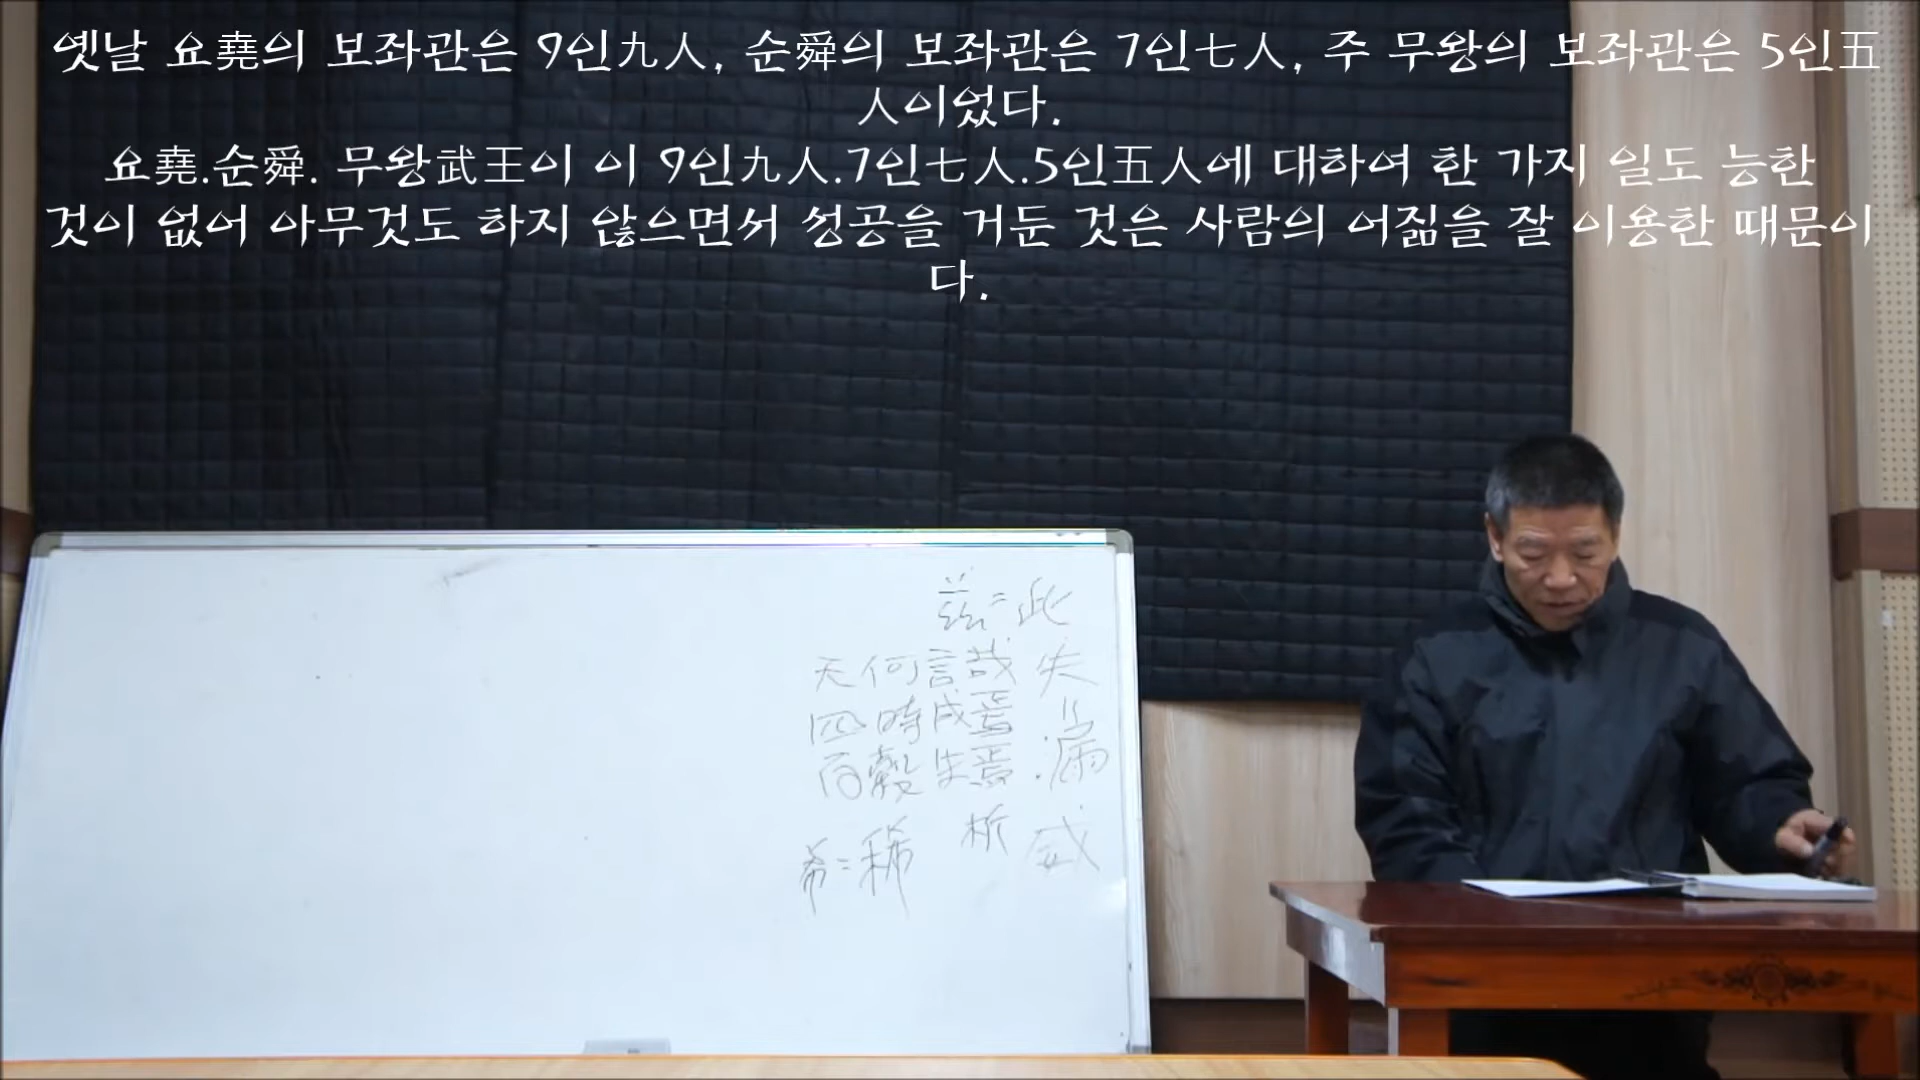 옛날 요堯의 보좌관은 9인九人, 순舜의 보좌관은 7인七人, 주 무왕의 보좌관은 5인五
人이었다.
요堯.순舜. 무왕武王이 이 9인九人.7인七人.5인五人에 대하여 한 가지 일도 능한
것이 없어 아무것도 하지 않으면서 성공을 거둔 것은 사람의 어짊을 잘 이용한 때문이
다.
茲=此
天何言哉 失
四時成焉
百穀生焉. 漏
希=稀 析